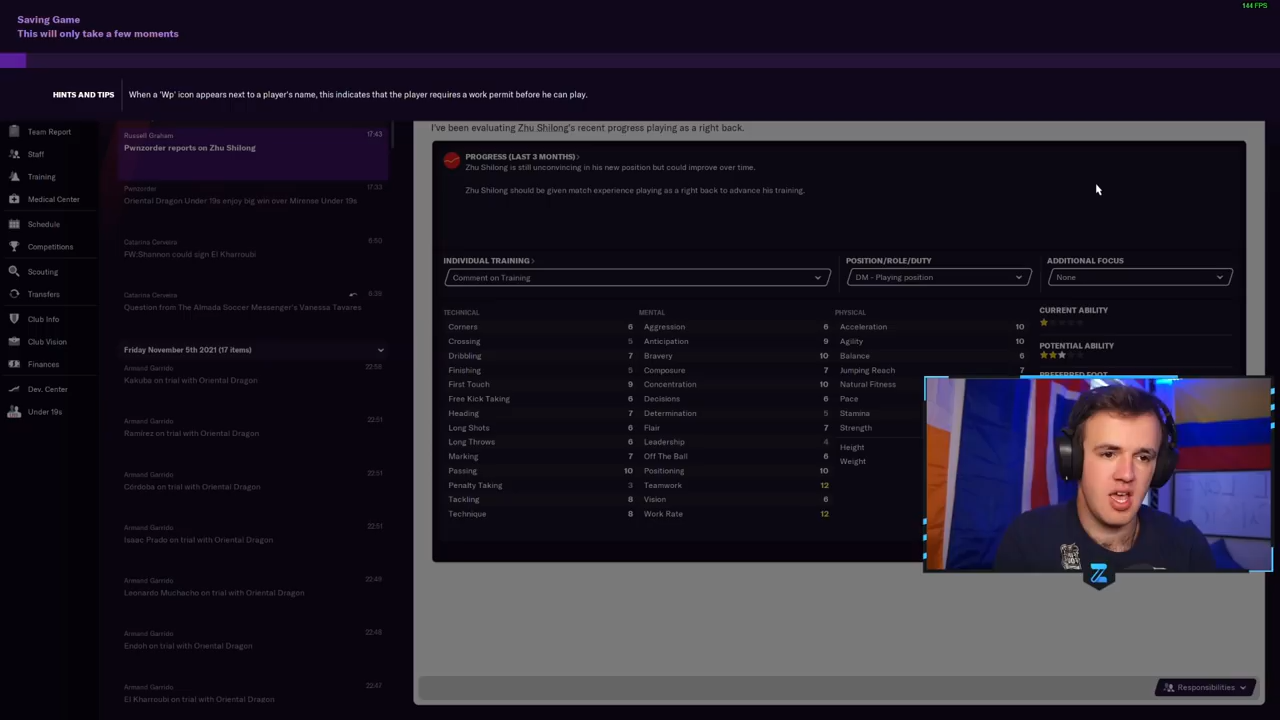 144 FPS
Saving Game
This will only take a few moments
HINTS AND TIPS
When a 'Wp' icon appears next to a player's name, this indicates that the player requires a work permit before he can play.
Team Report
Staff
Training
Medical Center
Schedule
Competitions
Scouting
Transfers
Club Info
Club Vision
Finances
Dev. Center
Under 19s
Russell Graham 17:43
Pwnzorder reports on Zhu Shilong
Pwnzorder 17:33
Oriental Dragon Under 19s enjoy big win over Mirense Under 19s
Catarina Cerveira 6:50
FW:Shannon could sign El Kharroubi
Catarina Cerveira 6:39
Question from The Almada Soccer Messenger's Vanessa Tavares
Friday November 5th 2021 (17 items)
Armand Garrido 22:56
Kakuba on trial with Oriental Dragon
Armand Garrido 22:51
Ramírez on trial with Oriental Dragon
Armand Garrido 22:51
Córdoba on trial with Oriental Dragon
Armand Garrido 22:51
Isaac Prado on trial with Oriental Dragon
Armand Garrido 22:48
Leonardo Muchacho on trial with Oriental Dragon
Armand Garrido 22:48
Endoh on trial with Oriental Dragon
Armand Garrido 22:47
El Kharroubi on trial with Oriental Dragon
I've been evaluating Zhu Shilong's recent progress playing as a right back.
PROGRESS (LAST 3 MONTHS) >
Zhu Shilong is still unconvincing in his new position but could improve over time.
Zhu Shilong should be given match experience playing as a right back to advance his training.
INDIVIDUAL TRAINING >
Comment on Training
POSITION/ROLE/DUTY
DM - Playing position
ADDITIONAL FOCUS
None
TECHNICAL
Corners 6
Crossing 5
Dribbling 7
Finishing 5
First Touch 9
Free Kick Taking 6
Heading 7
Long Shots 6
Long Throws 6
Marking 7
Passing 10
Penalty Taking 3
Tackling 8
Technique 8
MENTAL
Aggression 6
Anticipation 9
Bravery 10
Composure 7
Concentration 10
Decisions 6
Determination 5
Flair 7
Leadership 4
Off The Ball 6
Positioning 10
Teamwork 12
Vision 6
Work Rate 12
PHYSICAL
Acceleration 10
Agility 10
Balance 6
Jumping Reach 7
Natural Fitness
Pace
Stamina
Strength
Height
Weight
CURRENT ABILITY
POTENTIAL ABILITY
PREFERRED FOOT
Responsibilities